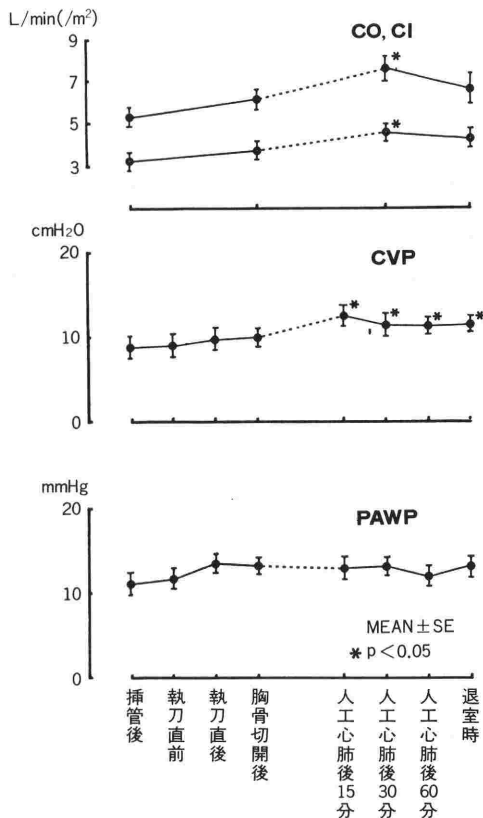 L/min(/m²)
CO, CI
9
*
7
5
*
3
cmH₂O
20
CVP
*
*
*
*
10
0
mmHg
20
PAWP
10
MEAN±SE
* p<0.05
0
挿管後
執刀直前
執刀直後
胸骨切開後
人工心肺後15分
人工心肺後30分
人工心肺後60分
退室時